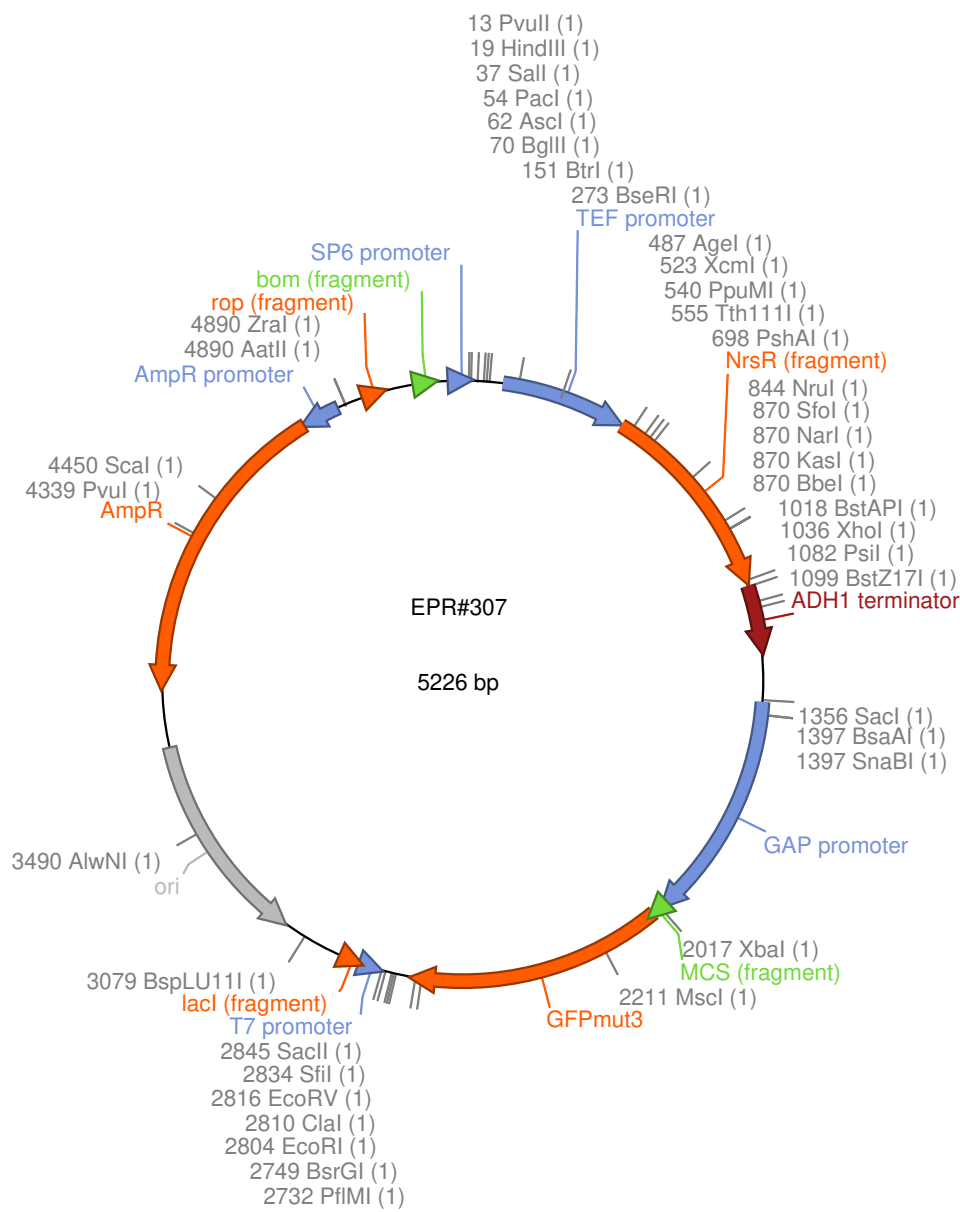 13 PvuII (1)
19 HindIII (1)
37 SalI (1)
54 PacI (1)
62 AscI (1)
70 BglII (1)
151 BtrI (1)
273 BseRI (1)
TEF promoter
487 AgeI (1)
523 XcmI (1)
540 PpuMI (1)
555 Tth111I (1)
698 PshAI (1)
NrsR (fragment)
844 NruI (1)
870 SfoI (1)
870 NarI (1)
870 KasI (1)
870 BbeI (1)
1018 BstAPI (1)
1036 XhoI (1)
1082 PsiI (1)
1099 BstZ17I (1)
ADH1 terminator
1356 SacI (1)
1397 BsaAI (1)
1397 SnaBI (1)
GAP promoter
2017 XbaI (1)
MCS (fragment)
2211 MscI (1)
GFPmut3
SP6 promoter
bom (fragment)
rop (fragment)
4890 ZraI (1)
4890 AatII (1)
AmpR promoter
4450 ScaI (1)
4339 PvuI (1)
AmpR
EPR#307
5226 bp
3490 AlwNI (1)
ori
3079 BspLU11I (1)
lacI (fragment)
T7 promoter
2845 SacII (1)
2834 SfiI (1)
2816 EcoRV (1)
2810 ClaI (1)
2804 EcoRI (1)
2749 BsrGI (1)
2732 PflMI (1)